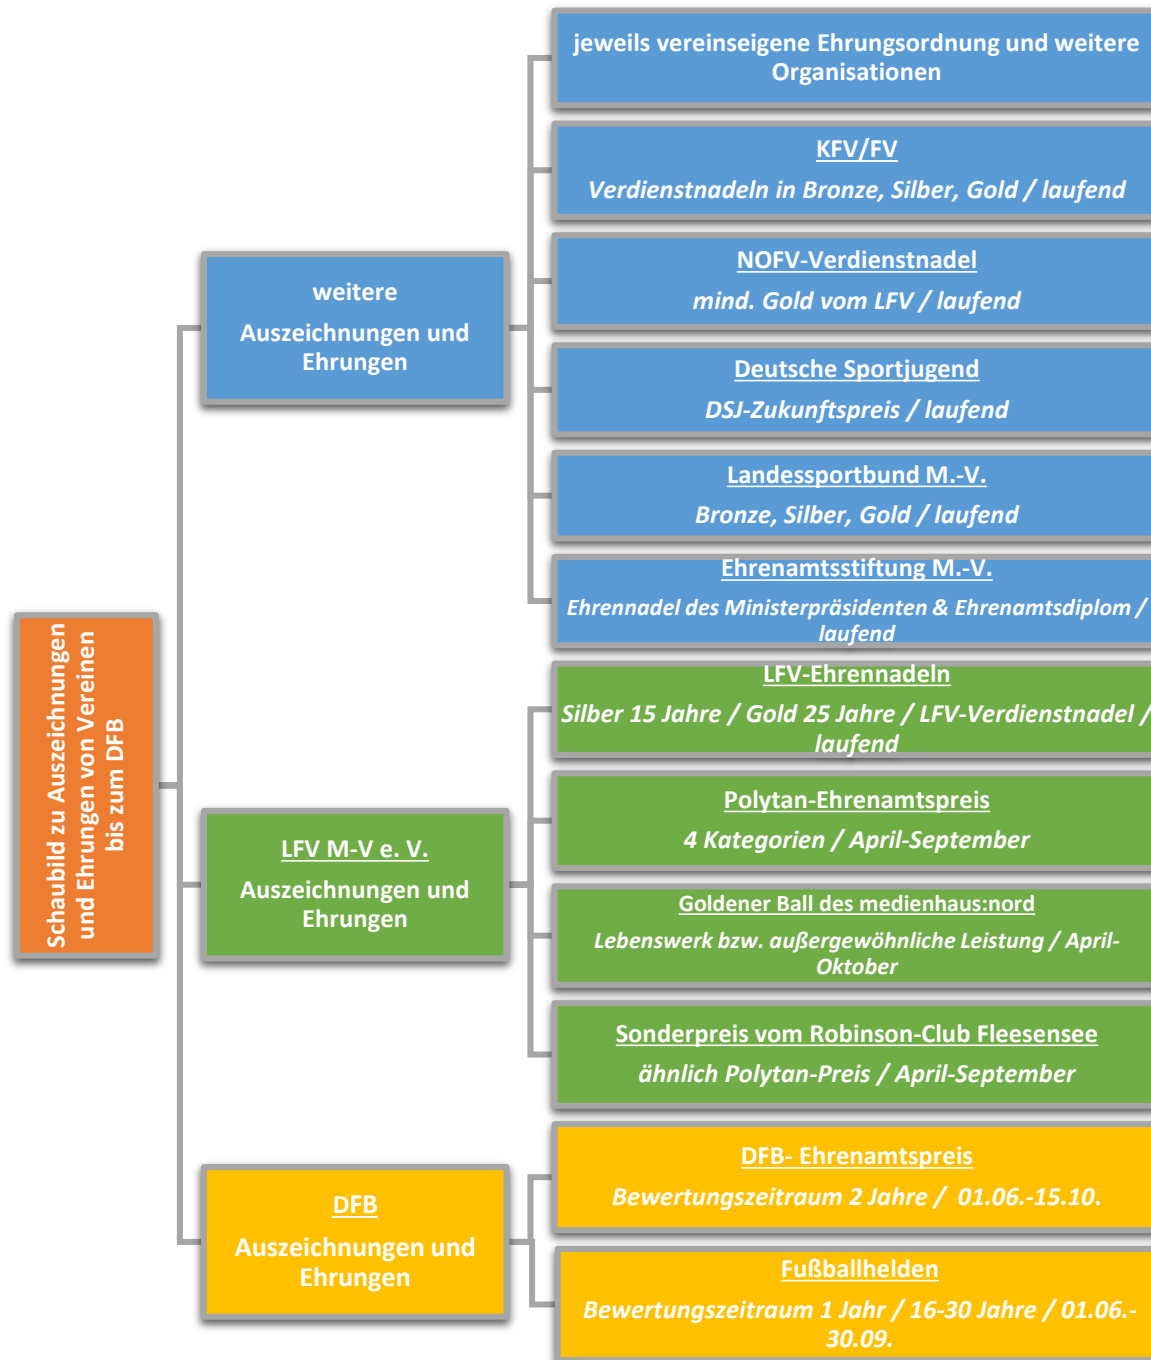 Schaubild zu Auszeichnungen
und Ehrungen von Vereinen
bis zum DFB
weitere
Auszeichnungen und
Ehrungen
jeweils vereinseigene Ehrungsordnung und weitere
Organisationen
KFV/FV
Verdienstnadeln in Bronze, Silber, Gold / laufend
NOFV-Verdienstnadel
mind. Gold vom LFV / laufend
Deutsche Sportjugend
DSJ-Zukunftspreis / laufend
Landessportbund M.-V.
Bronze, Silber, Gold / laufend
Ehrenamtsstiftung M.-V.
Ehrennadel des Ministerpräsidenten & Ehrenamtsdiplom /
laufend
LFV M-V e. V.
Auszeichnungen und
Ehrungen
LFV-Ehrennadeln
Silber 15 Jahre / Gold 25 Jahre / LFV-Verdienstnadel /
laufend
Polytan-Ehrenamtspreis
4 Kategorien / April-September
Goldener Ball des medienhaus:nord
Lebenswerk bzw. außergewöhnliche Leistung / April-
Oktober
Sonderpreis vom Robinson-Club Fleesensee
ähnlich Polytan-Preis / April-September
DFB
Auszeichnungen und
Ehrungen
DFB- Ehrenamtspreis
Bewertungszeitraum 2 Jahre /  01.06.-15.10.
Fußballhelden
Bewertungszeitraum 1 Jahr / 16-30 Jahre / 01.06.-
30.09.